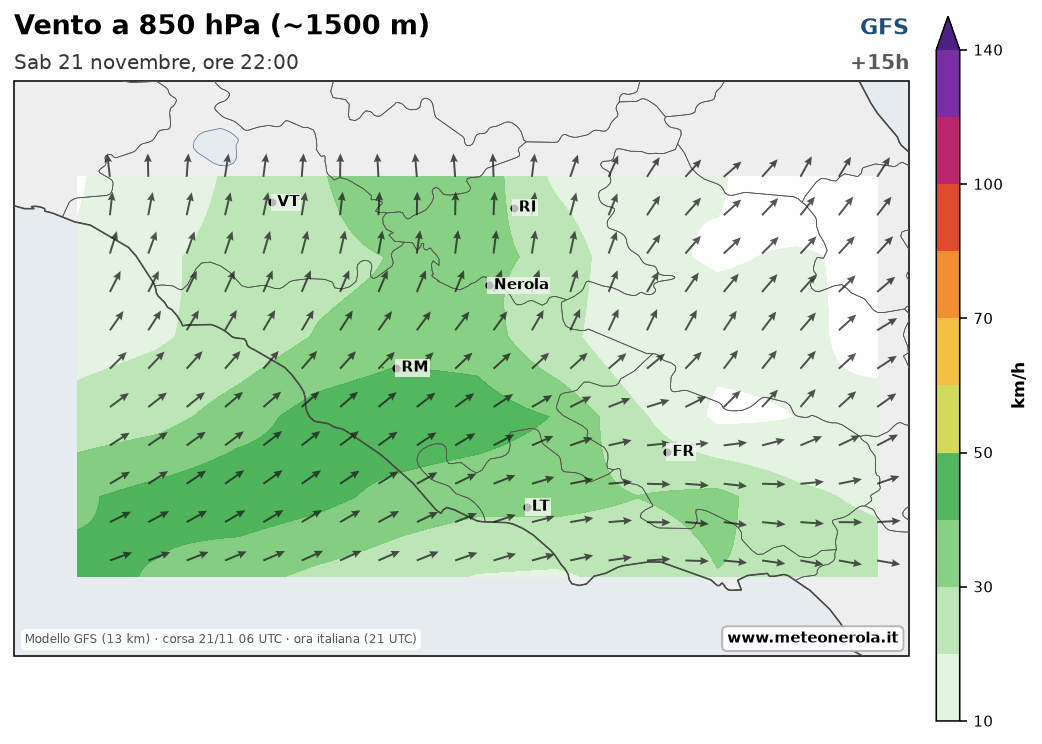 Vento a 850 hPa (~1500 m)
GFS
Sab 21 novembre, ore 22:00
+15h
140
100
70
50
30
10
km/h
VT
RI
Nerola
RM
FR
LT
Modello GFS (13 km) · corsa 21/11 06 UTC · ora italiana (21 UTC)
www.meteonerola.it